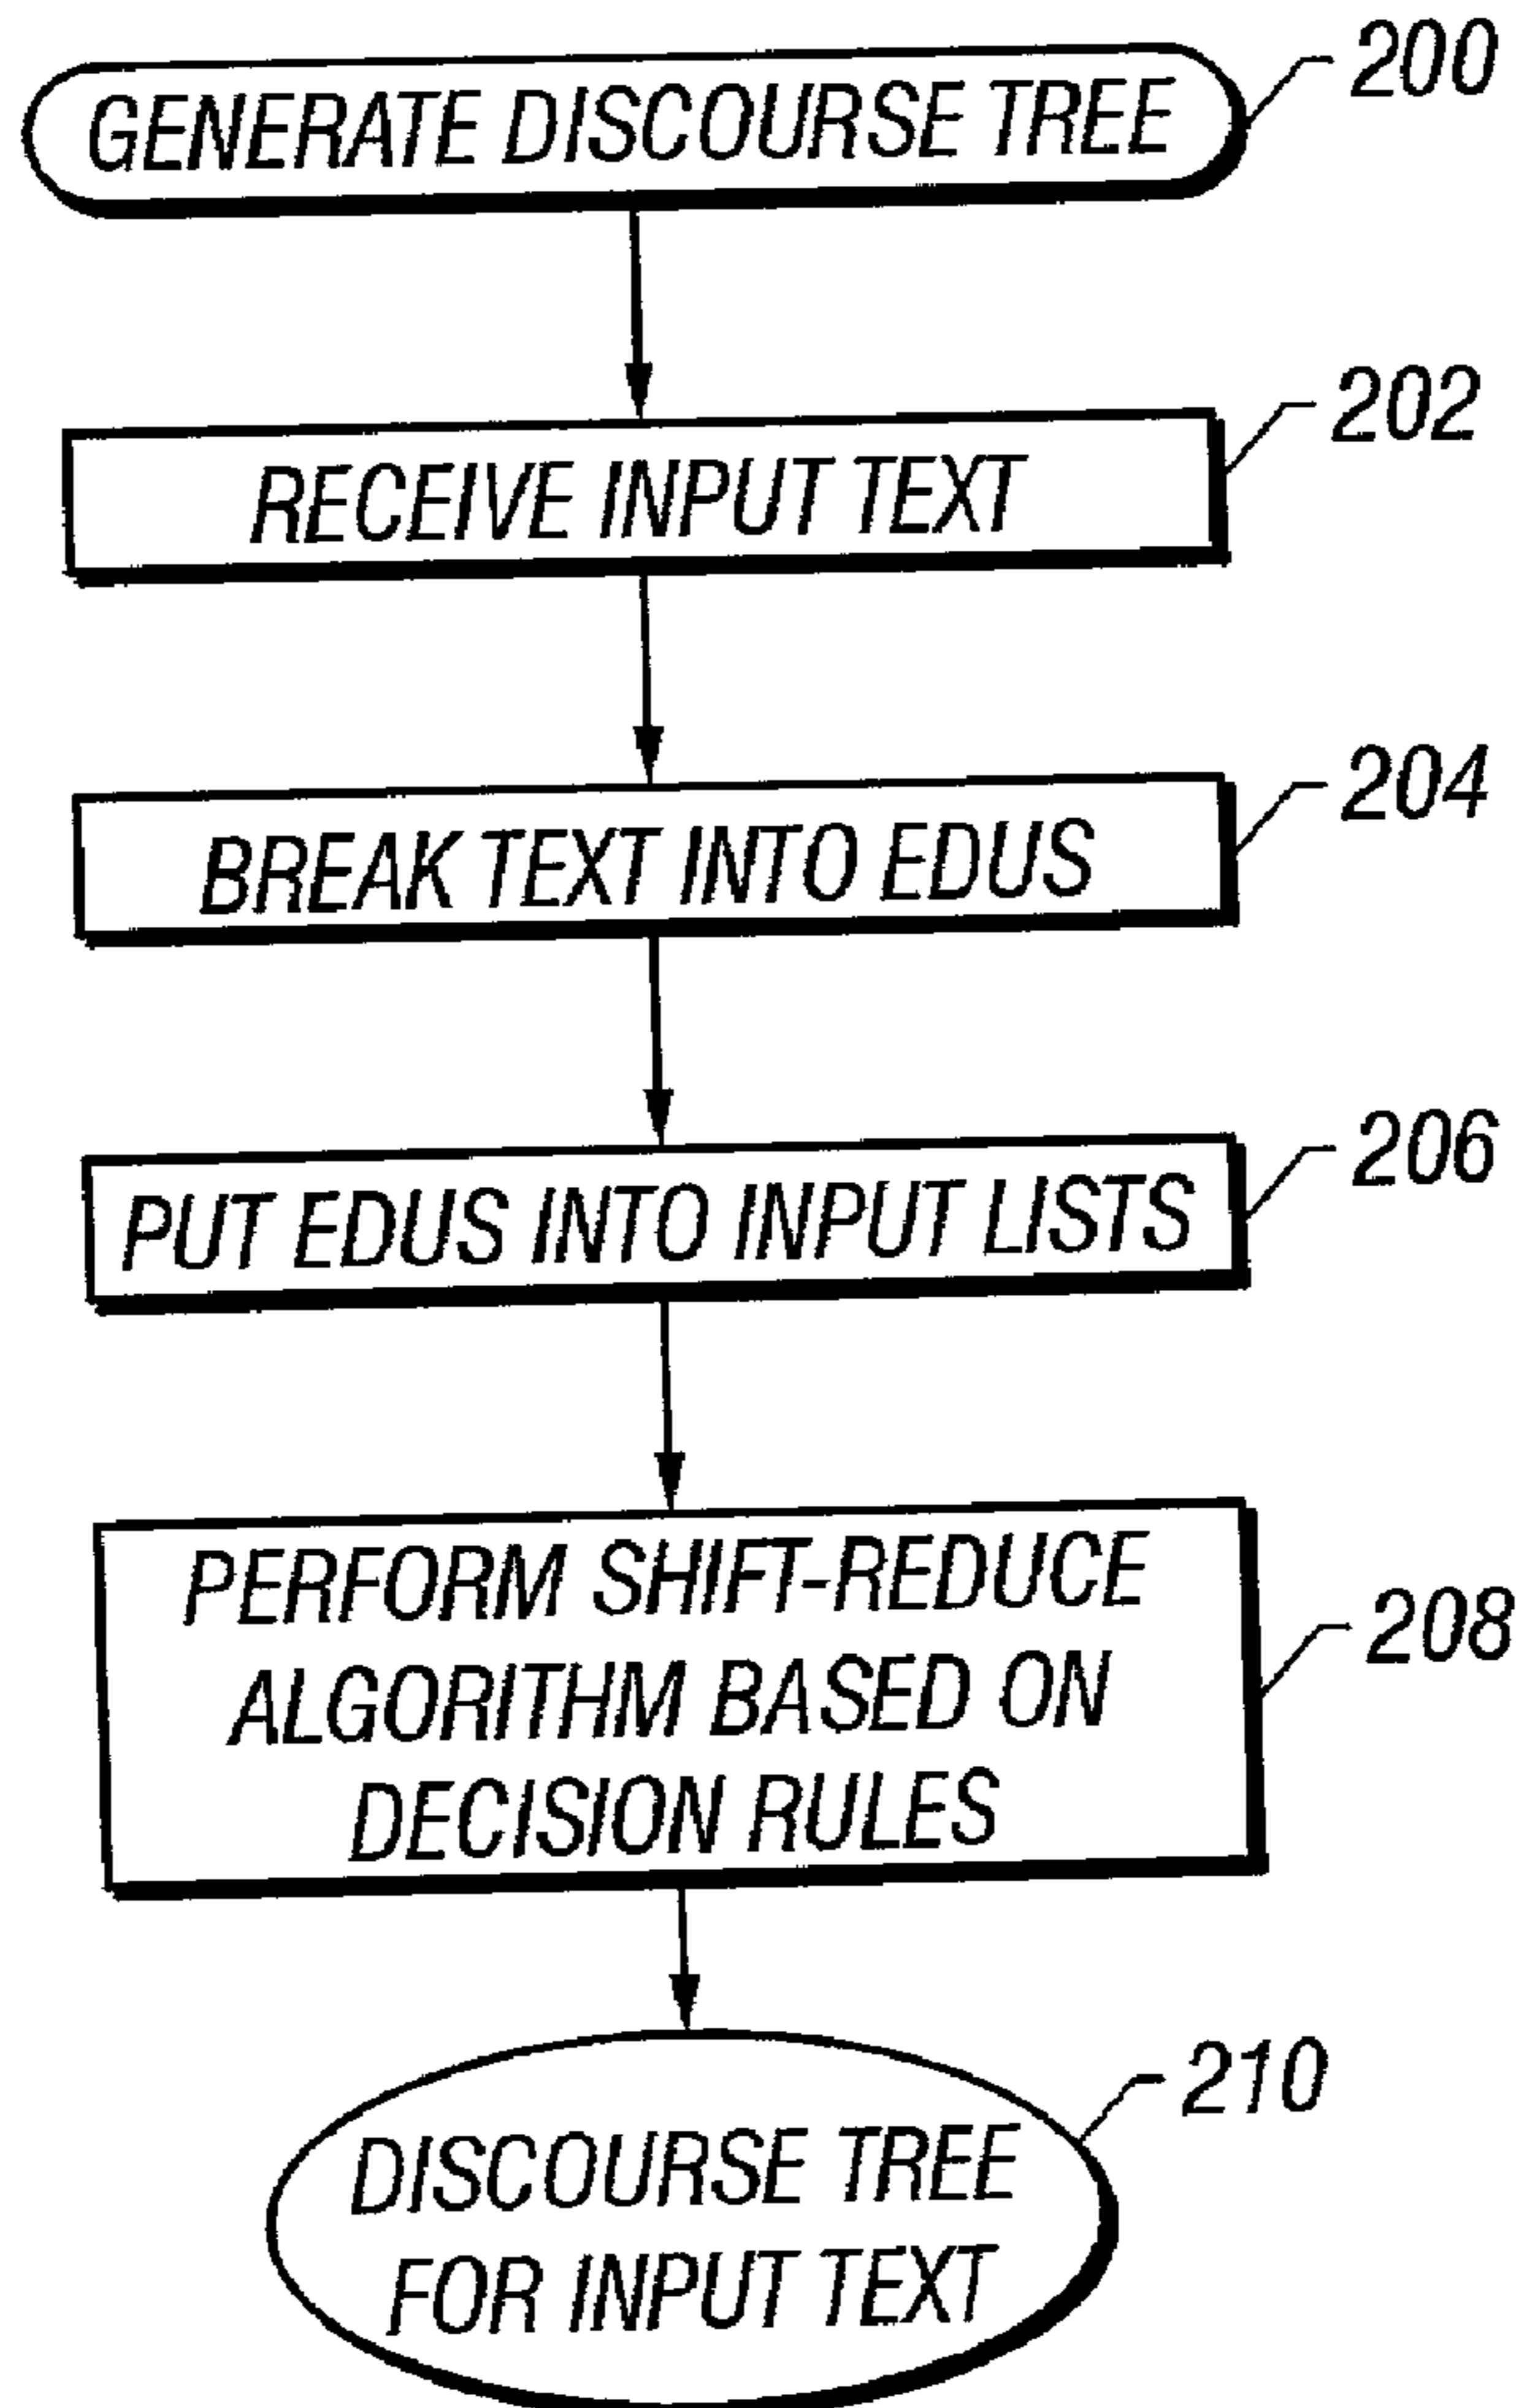 GENERATE DISCOURSE TREE
200
RECEIVE INPUT TEXT
202
BREAK TEXT INTO EDUS
204
PUT EDUS INTO INPUT LISTS
206
PERFORM SHIFT-REDUCE
ALGORITHM BASED ON
DECISION RULES
208
DISCOURSE TREE
FOR INPUT TEXT
210